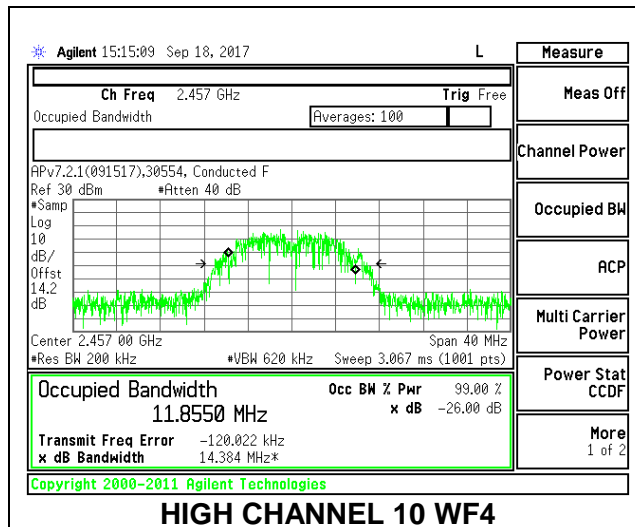 Agilent 15:15:09 Sep 18, 2017 L
Measure
Ch Freq 2.457 GHz Trig Free
Meas Off
Occupied Bandwidth Averages: 100
Channel Power
APv7.2.1(091517),30554, Conducted F
Ref 30 dBm #Atten 40 dB
#Samp
Log
10
dB/
Offst
14.2
dB
Occupied BW
ACP
Multi Carrier
Power
Center 2.457 00 GHz Span 40 MHz
#Res BW 200 kHz #VBW 620 kHz Sweep 3.067 ms (1001 pts)
Power Stat
CCDF
Occupied Bandwidth Occ BW % Pwr 99.00 %
11.8550 MHz x dB -26.00 dB
Transmit Freq Error -120.022 kHz
x dB Bandwidth 14.384 MHz*
More
1 of 2
Copyright 2000-2011 Agilent Technologies
HIGH CHANNEL 10 WF4